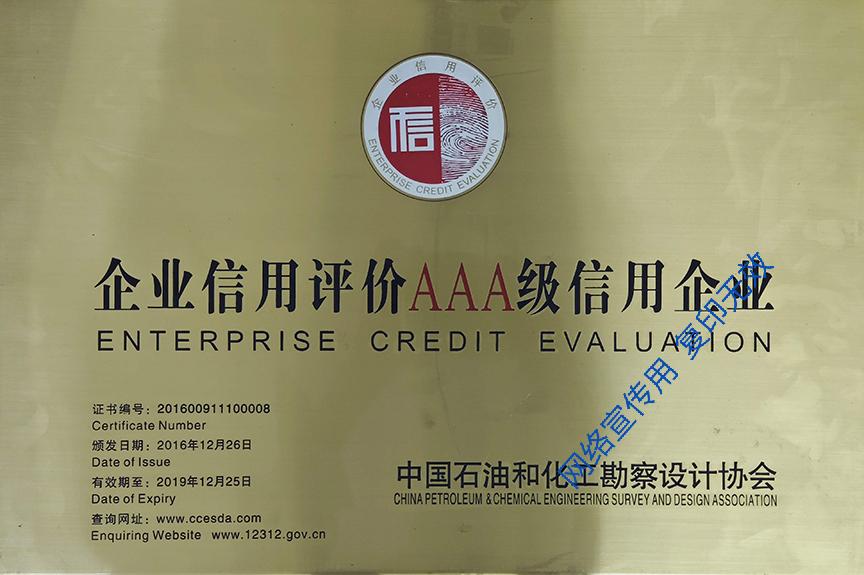 企业信用评价
信
ENTERPRISE CREDIT EVALUATION
企业信用评价AAA级信用企业
ENTERPRISE CREDIT EVALUATION
证书编号：201600911100008
Certificate Number
颁发日期：2016年12月26日
Date of Issue
有效期至：2019年12月25日
Date of Expiry
查询网址：www.ccesda.com
Enquiring Website www.12312.gov.cn
中国石油和化工勘察设计协会
CHINA PETROLEUM & CHEMICAL ENGINEERING SURVEY AND DESIGN ASSOCIATION
网络宣传用 复印无效